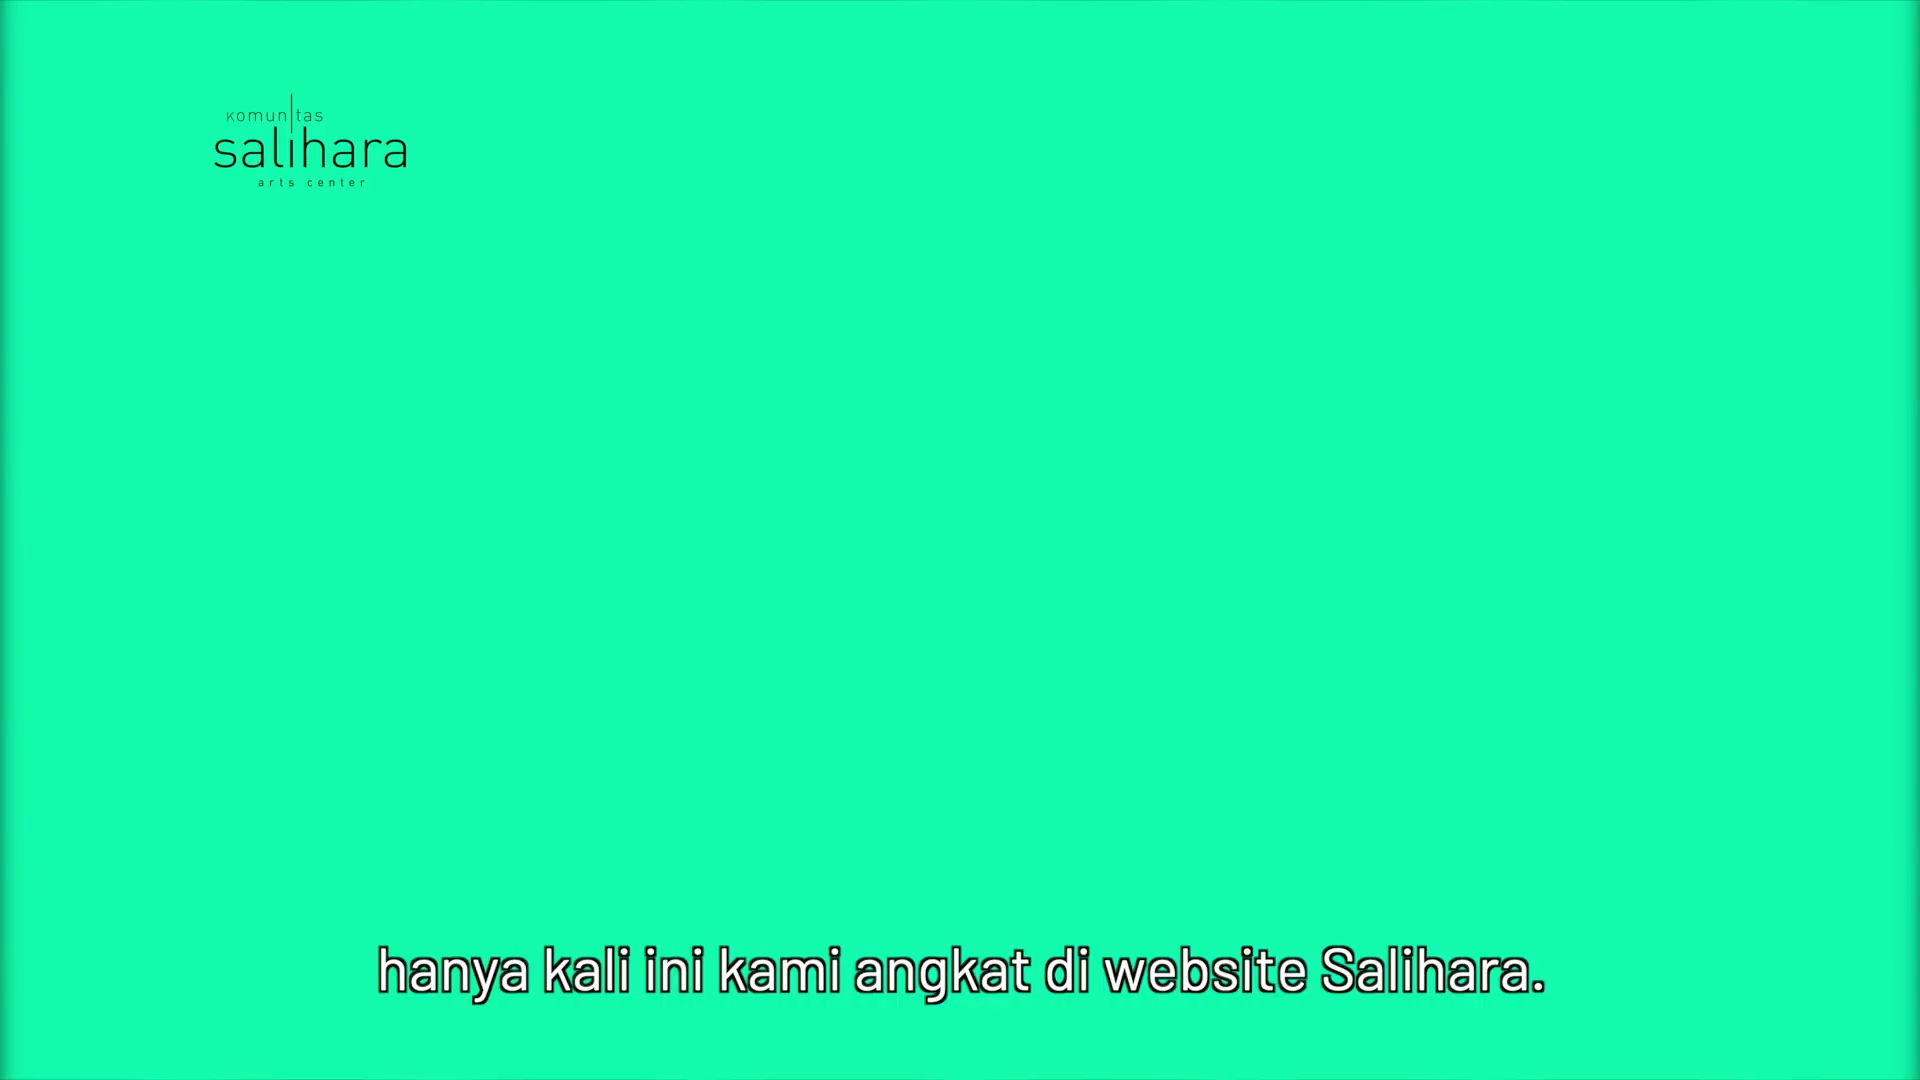 komunitas
salihara
arts center
hanya kali ini kami angkat di website Salihara.